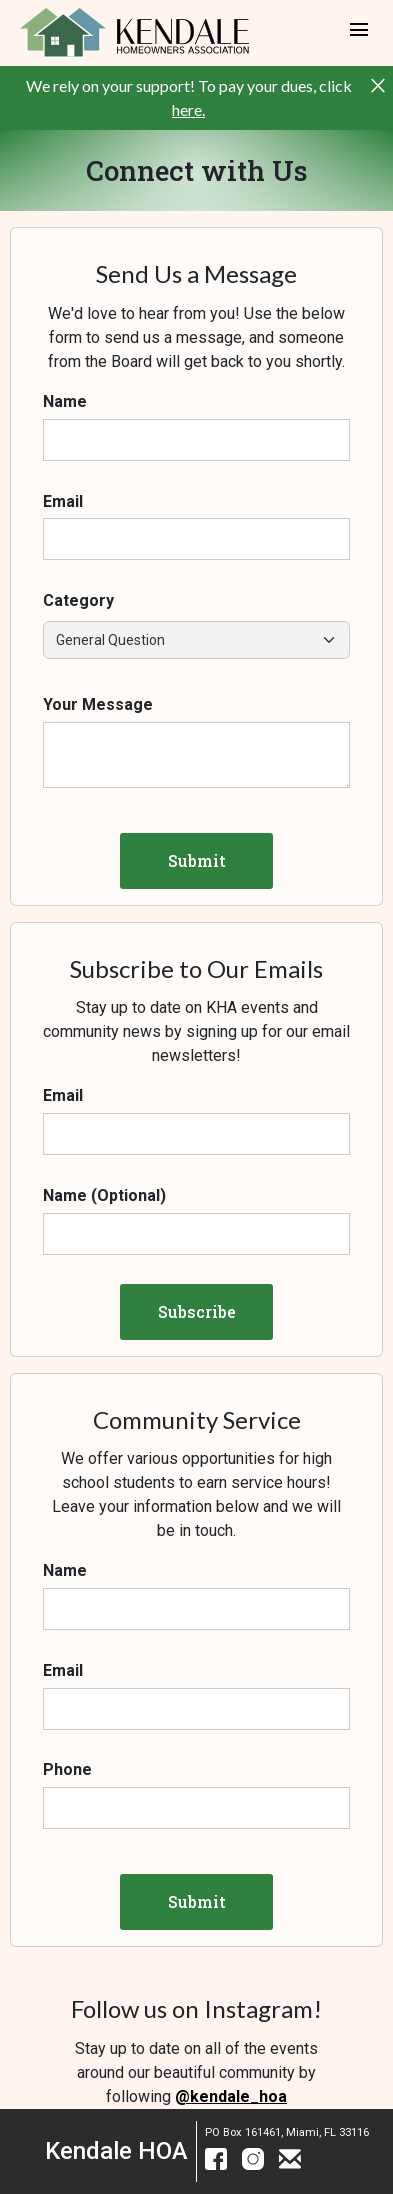 KENDALE
HOMEOWNERS ASSOCIATION
We rely on your support! To pay your dues, click
here.
Connect with Us
Send Us a Message
We'd love to hear from you! Use the below
form to send us a message, and someone
from the Board will get back to you shortly.
Name
Email
Category
General Question
Your Message
Submit
Subscribe to Our Emails
Stay up to date on KHA events and
community news by signing up for our email
newsletters!
Email
Name (Optional)
Subscribe
Community Service
We offer various opportunities for high
school students to earn service hours!
Leave your information below and we will
be in touch.
Name
Email
Phone
Submit
Follow us on Instagram!
Stay up to date on all of the events
around our beautiful community by
following @kendale_hoa
Kendale HOA
PO Box 161461, Miami, FL 33116